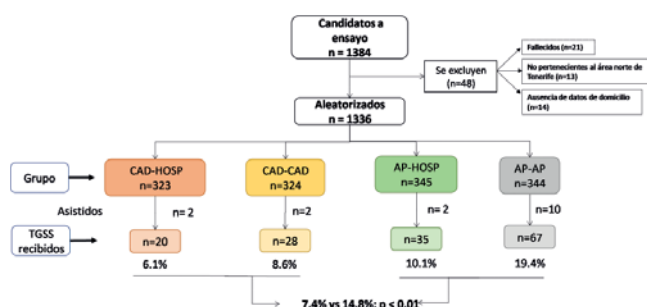 Candidatos a
ensayo
n = 1384
Fallecidos (n=21)
Se excluyen
(n=48)
No pertenecientes al área norte de
Tenerife (n=13)
Ausencia de datos de domicilio
(n=14)
Aleatorizados
n = 1336
Grupo
CAD-HOSP
n=323
CAD-CAD
n=324
AP-HOSP
n=345
AP-AP
n=344
Asistidos
n= 2
n=2
n= 2
n=10
TGSS
recibidos
n=20
n=28
n=35
n=67
6.1%
8.6%
10.1%
19.4%
7.4% vs 14.8%; p < 0.01